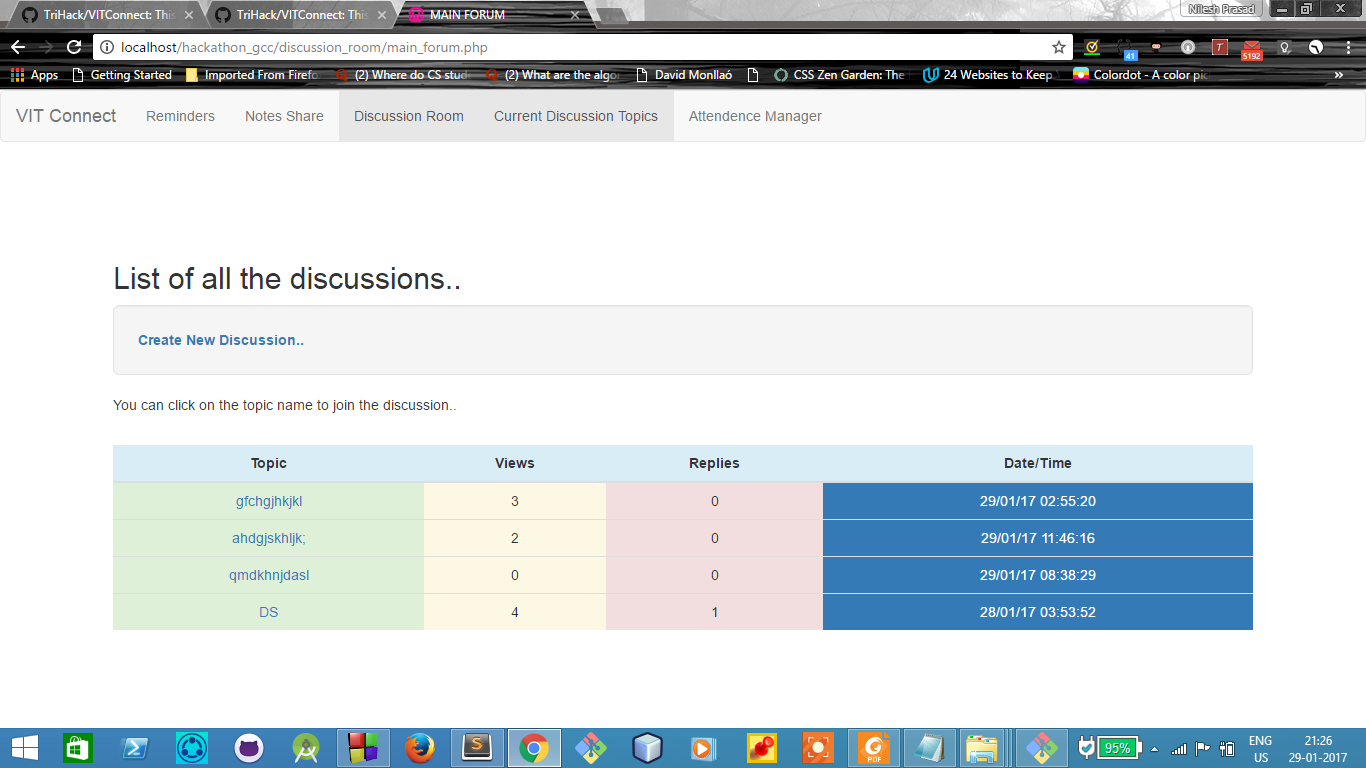 TriHack/VITConnect: This
TriHack/VITConnect: This
MAIN FORUM
Nilesh Prasad
localhost/hackathon_gcc/discussion_room/main_forum.php
41
T
5192
Apps
Getting Started
Imported From Firefo
(2) Where do CS stud
(2) What are the algo
David Monllaó
CSS Zen Garden: The
24 Websites to Keep
Colordot - A color pic
»
VIT Connect
Reminders
Notes Share
Discussion Room
Current Discussion Topics
Attendence Manager
List of all the discussions..
Create New Discussion..
You can click on the topic name to join the discussion..
Topic Views Replies Date/Time
gfchgjhkjkl 3 0 29/01/17 02:55:20
ahdgjskhljk; 2 0 29/01/17 11:46:16
qmdkhnjdasl 0 0 29/01/17 08:38:29
DS 4 1 28/01/17 03:53:52
S
PDF
95%
ENG
US
21:26
29-01-2017